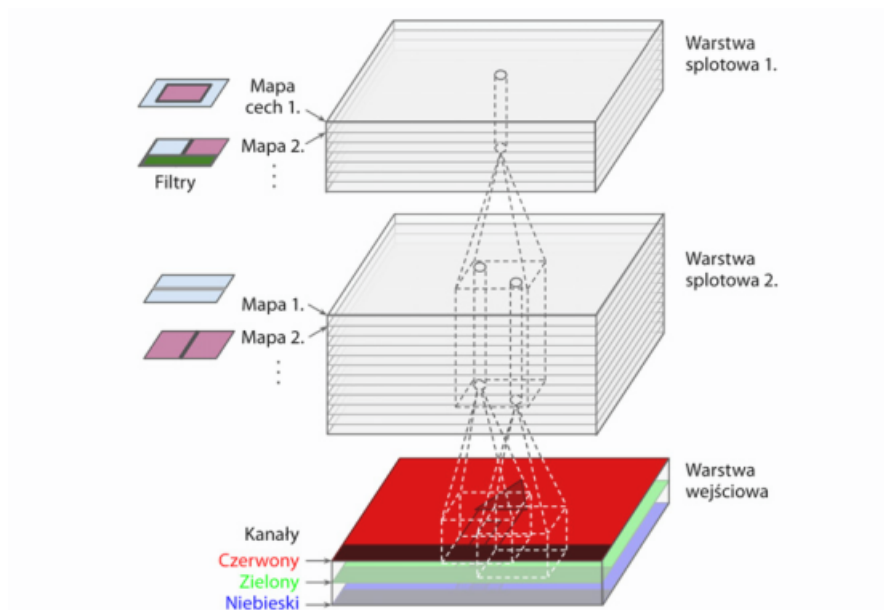 Warstwa
splotowa 1.
Mapa
cech 1.
Mapa 2.
Filtry
Warstwa
splotowa 2.
Mapa 1.
Mapa 2.
Warstwa
wejściowa
Kanały
Czerwony
Zielony
Niebieski